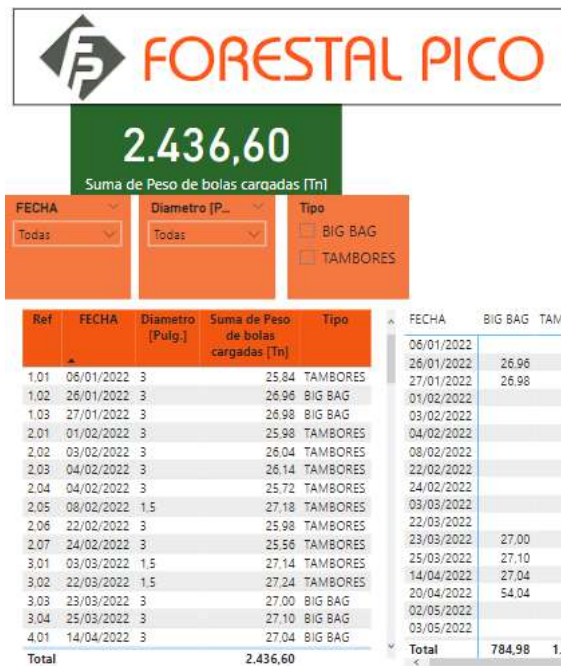 FORESTAL PICO
2.436,60
Suma de Peso de bolas cargadas [Tn]
FECHA
Todas
Diametro [P...
Todas
Tipo
BIG BAG
TAMBORES
Ref FECHA Diametro [Pulg.] Suma de Peso de bolas cargadas [Tn] Tipo
1,01 06/01/2022 3 25,84 TAMBORES
1,02 26/01/2022 3 26,96 BIG BAG
1,03 27/01/2022 3 26,98 BIG BAG
2,01 01/02/2022 3 25,98 TAMBORES
2,02 03/02/2022 3 26,04 TAMBORES
2,03 04/02/2022 3 26,14 TAMBORES
2,04 04/02/2022 3 25,72 TAMBORES
2,05 08/02/2022 1,5 27,18 TAMBORES
2,06 22/02/2022 3 25,98 TAMBORES
2,07 24/02/2022 3 25,56 TAMBORES
3,01 03/03/2022 1,5 27,14 TAMBORES
3,02 22/03/2022 1,5 27,24 TAMBORES
3,03 23/03/2022 3 27,00 BIG BAG
3,04 25/03/2022 3 27,10 BIG BAG
4,01 14/04/2022 3 27,04 BIG BAG
Total 2.436,60
FECHA BIG BAG TAM
06/01/2022
26/01/2022 26,96
27/01/2022 26,98
01/02/2022
03/02/2022
04/02/2022
08/02/2022
22/02/2022
24/02/2022
03/03/2022
22/03/2022
23/03/2022 27,00
25/03/2022 27,10
14/04/2022 27,04
20/04/2022 54,04
02/05/2022
03/05/2022
Total 784,98 1.